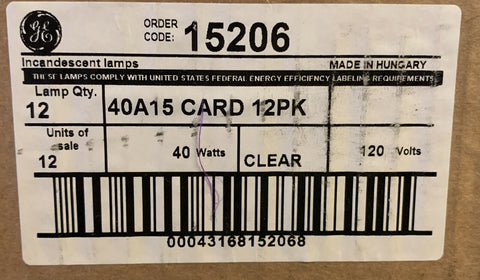 GE
ORDER
CODE: 15206
Incandescent lamps MADE IN HUNGARY
THESE LAMPS COMPLY WITH UNITED STATES FEDERAL ENERGY EFFICIENCY LABELING REQUIREMENTS
Lamp Qty.
12
40A15 CARD 12PK
Units of
sale
12
40 Watts
CLEAR
120 Volts
00043168152068